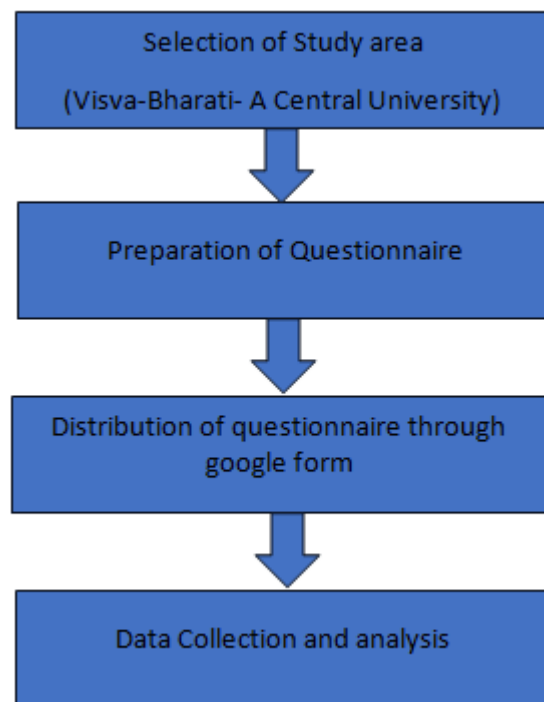 Selection of Study area
(Visva-Bharati- A Central University)
Preparation of Questionnaire
Distribution of questionnaire through
google form
Data Collection and analysis